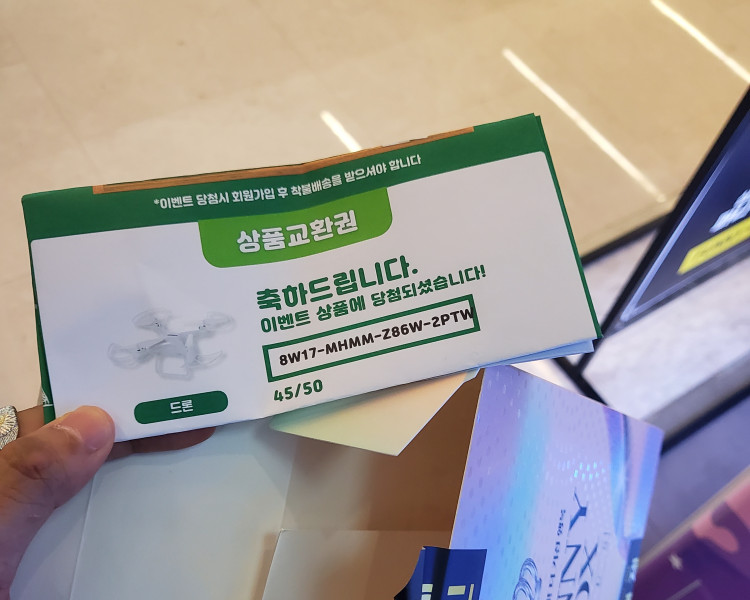 *이벤트 당첨시 회원가입 후 착불배송을 받으셔야 합니다
상품교환권
축하드립니다.
이벤트 상품에 당첨되셨습니다!
8W17-MHMM-Z86W-2PTW
45/50
드론